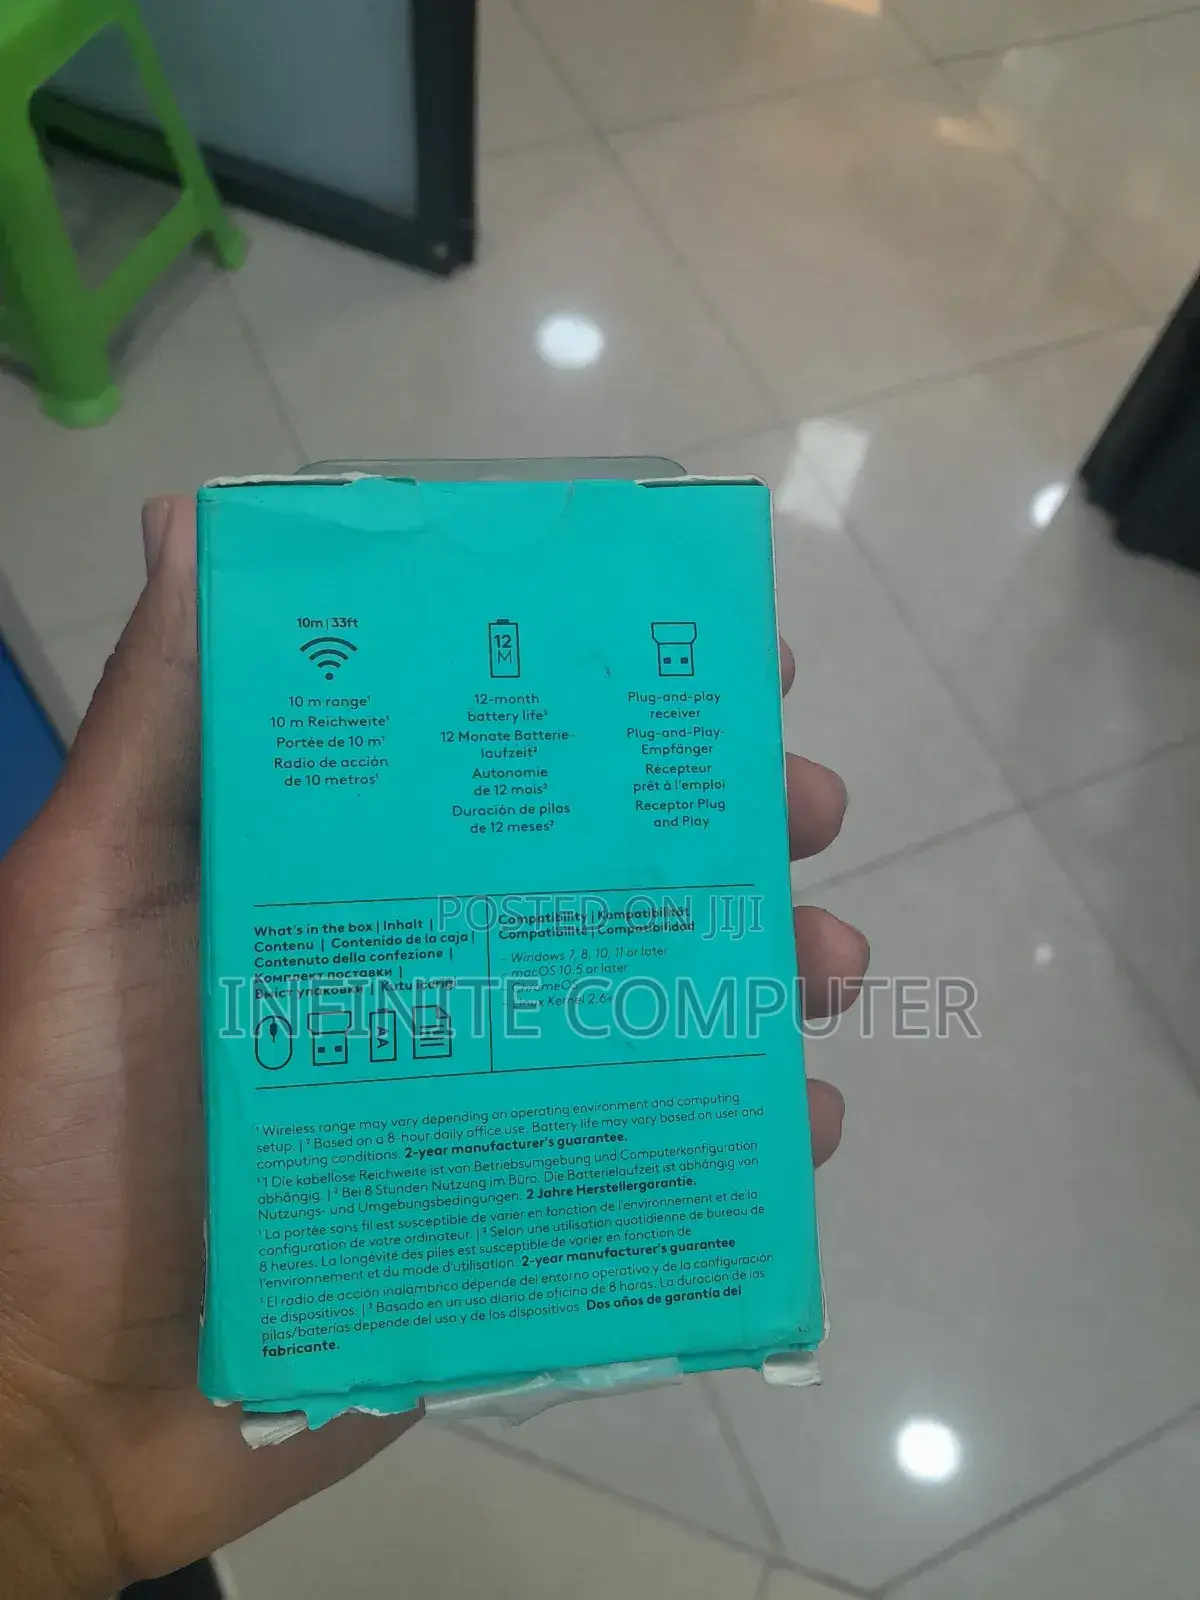 10m | 33ft
10 m range¹
10 m Reichweite¹
Portée de 10 m¹
Radio de acción
de 10 metros¹
12
M
12-month
battery life²
12 Monate Batterie-
laufzeit²
Autonomie
de 12 mois²
Duración de pilas
de 12 meses²
Plug-and-play
receiver
Plug-and-Play-
Empfänger
Récepteur
prêt à l'emploi
Receptor Plug
and Play
What's in the box | Inhalt |
Contenu | Contenido de la caja |
Contenuto della confezione |
Комплект поставки |
Вміст упаковки | Kutu İçeriği
AA
Compatibility | Kompatibilität
Compatibilité | Compatibilidad
- Windows 7, 8, 10, 11 or later
- macOS 10.5 or later
- ChromeOS
- Linux Kernel 2.6+
POSTED ON JIJI
INFINITE COMPUTER
¹ Wireless range may vary depending on operating environment and computing
setup. | ² Based on a 8-hour daily office use. Battery life may vary based on user and
computing conditions. 2-year manufacturer's guarantee.
¹1 Die kabellose Reichweite ist von Betriebsumgebung und Computerkonfiguration
abhängig. | ² Bei 8 Stunden Nutzung im Büro. Die Batterielaufzeit ist abhängig von
Nutzungs- und Umgebungsbedingungen. 2 Jahre Herstellergarantie.
¹ La portée sans fil est susceptible de varier en fonction de l'environnement et de la
configuration de votre ordinateur. | ² Selon une utilisation quotidienne de bureau de
8 heures. La longévité des piles est susceptible de varier en fonction de
l'environnement et du mode d'utilisation. 2-year manufacturer's guarantee
¹ El radio de acción inalámbrico depende del entorno operativo y de la configuración
de dispositivos. | ² Basado en un uso diario de oficina de 8 horas. La duración de las
pilas/baterías depende del uso y de los dispositivos. Dos años de garantía del
fabricante.